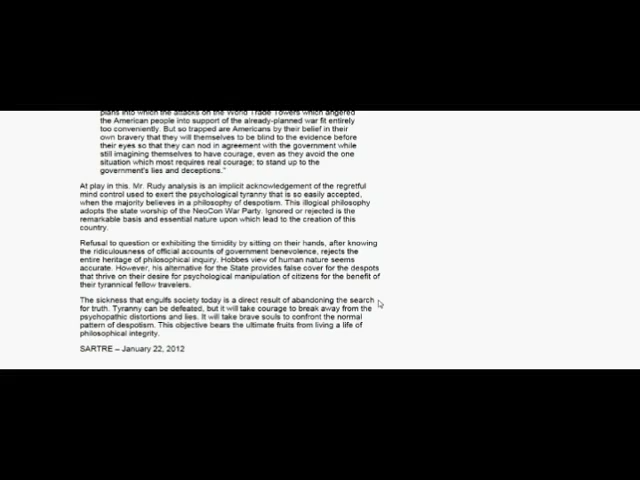 plans into which the attacks on the World Trade Towers which angered
the American people into support of the already-planned war fit entirely
too conveniently. But so trapped are Americans by their belief in their
own bravery that they will themselves to be blind to the evidence before
their eyes so that they can nod in agreement with the government while
still imagining themselves to have courage, even as they avoid the one
situation which most requires real courage; to stand up to the
government's lies and deceptions."
At play in this, Mr. Rudy analysis is an implicit acknowledgement of the regretful
mind control used to exert the psychological tyranny that is so easily accepted,
when the majority believes in a philosophy of despotism. This illogical philosophy
adopts the state worship of the NeoCon War Party. Ignored or rejected is the
remarkable basis and essential nature upon which lead to the creation of this
country.
Refusal to question or exhibiting the timidity by sitting on their hands, after knowing
the ridiculousness of official accounts of government benevolence, rejects the
entire heritage of philosophical inquiry. Hobbes view of human nature seems
accurate. However, his alternative for the State provides false cover for the despots
that thrive on their desire for psychological manipulation of citizens for the benefit of
their tyrannical fellow travelers.
The sickness that engulfs society today is a direct result of abandoning the search
for truth. Tyranny can be defeated, but it will take courage to break away from the
psychopathic distortions and lies. It will take brave souls to confront the normal
pattern of despotism. This objective bears the ultimate fruits from living a life of
philosophical integrity.
SARTRE – January 22, 2012